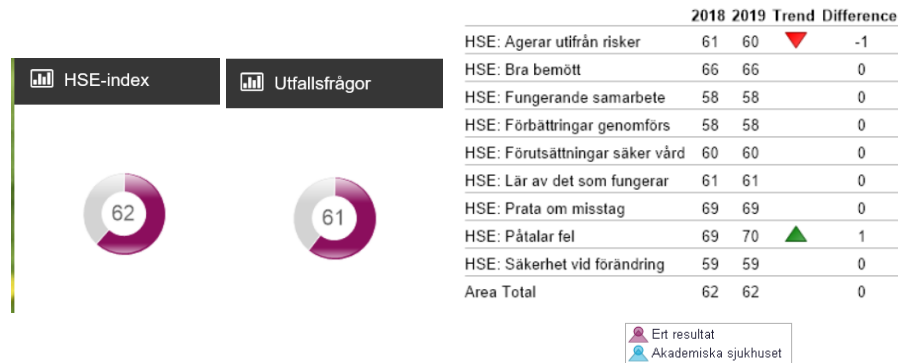 HSE-index
62
Utfallsfrågor
61
2018 2019 Trend Difference
HSE: Agerar utifrån risker 61 60 -1
HSE: Bra bemött 66 66 0
HSE: Fungerande samarbete 58 58 0
HSE: Förbättringar genomförs 58 58 0
HSE: Förutsättningar säker vård 60 60 0
HSE: Lär av det som fungerar 61 61 0
HSE: Prata om misstag 69 69 0
HSE: Påtalar fel 69 70 1
HSE: Säkerhet vid förändring 59 59 0
Area Total 62 62 0
Ert resultat
Akademiska sjukhuset